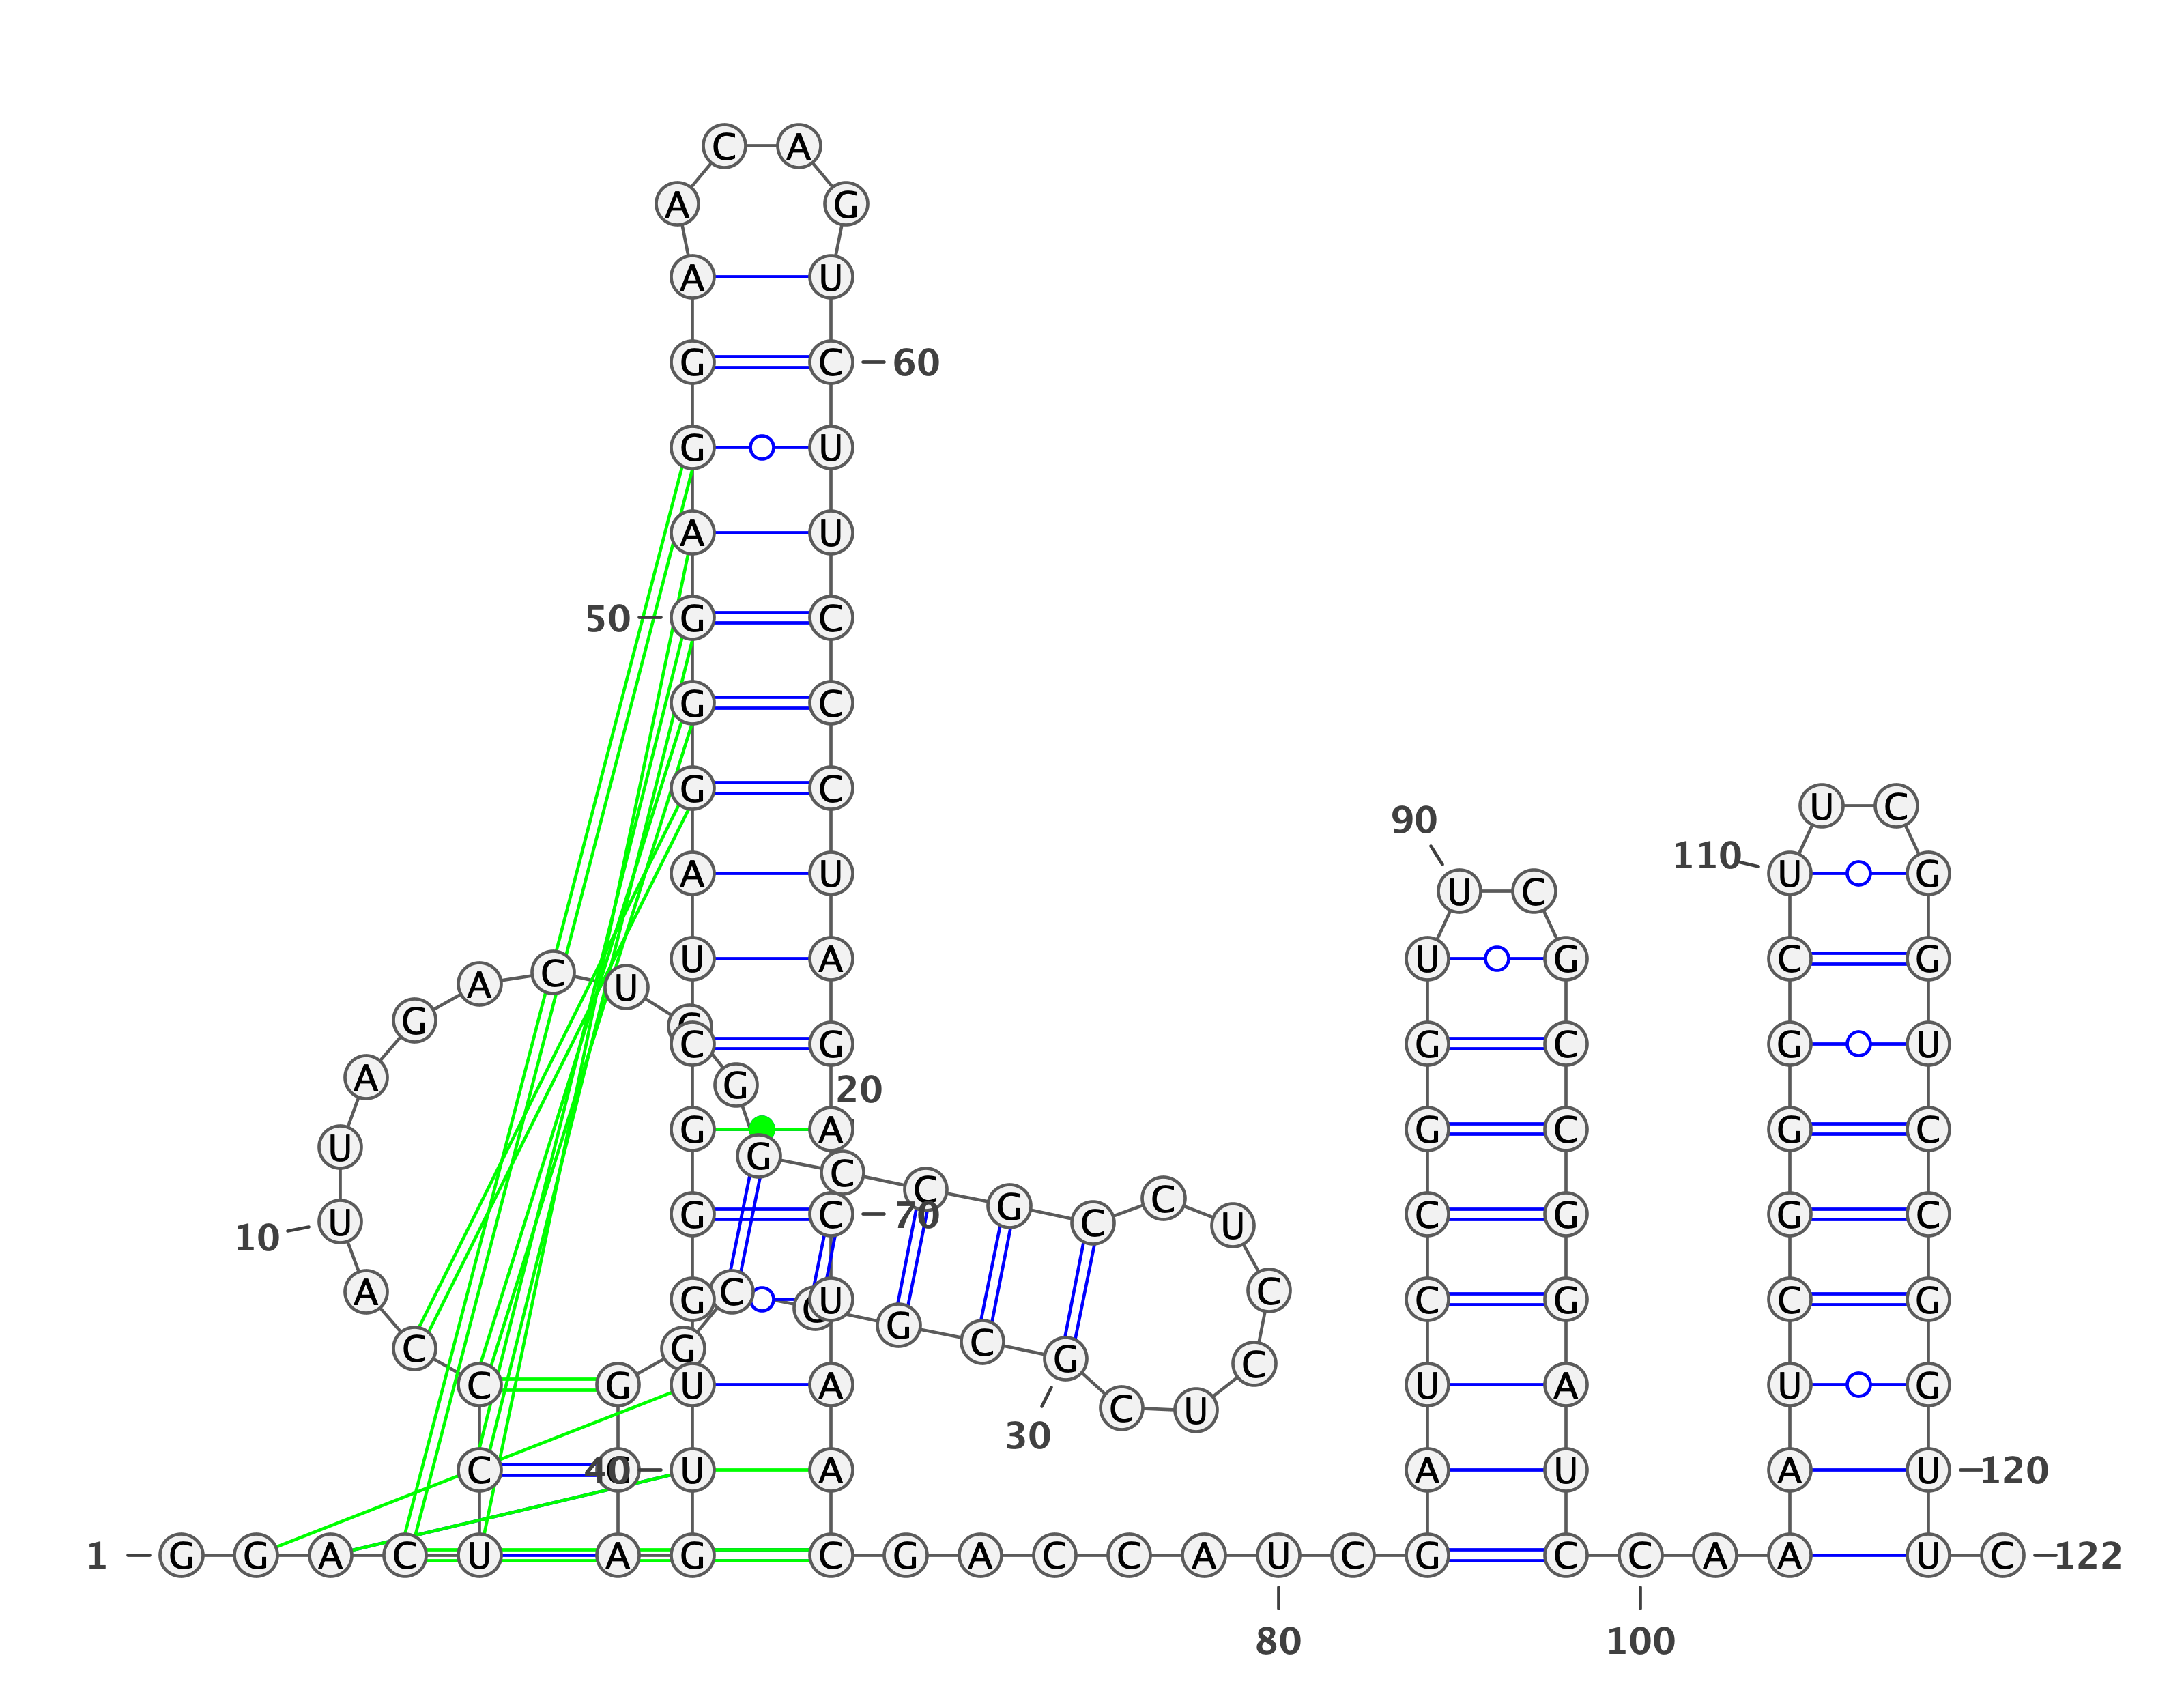 C A
A G
A U
G C 60
G U
A U
50 G C
G C
G C
U C
90
110
A U U G
U C
C U
A
U A U G C G
G
C G G C G U
A G 20
G A G C G C
U G C C G C C U
10 U G C 70 C G G C
A C C
G U C G C G
G C G C
C G
C G U A U A U G
C U
30
C 40 U A A U A U 120
1 G G A C U A G C G A C C A U C G C C A A U C 122
80 100